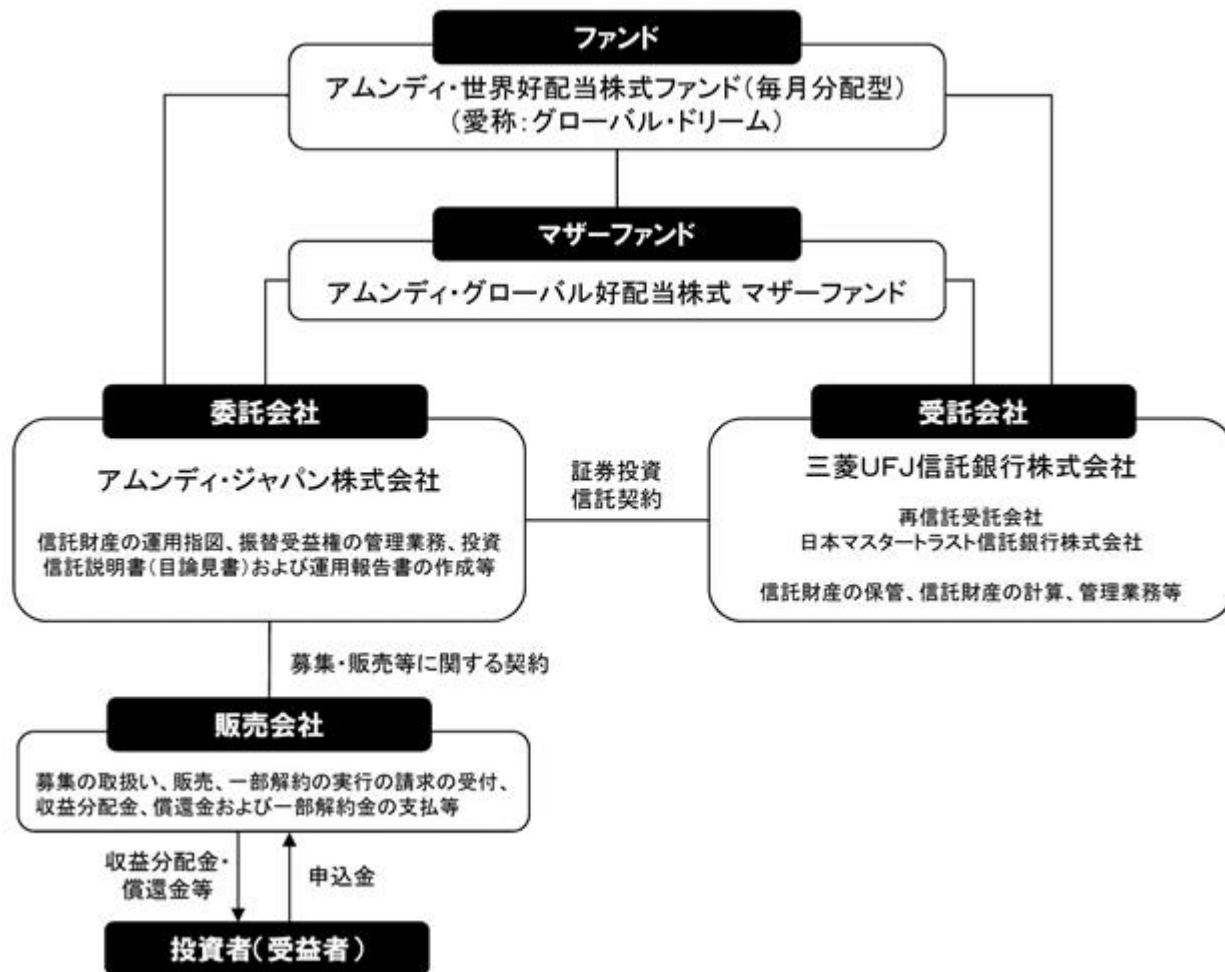 ファンド
アムンディ・世界好配当株式ファンド(毎月分配型)
(愛称:グローバル・ドリーム)
マザーファンド
アムンディ・グローバル好配当株式 マザーファンド
委託会社
アムンディ・ジャパン株式会社
信託財産の運用指図、振替受益権の管理業務、投資
信託説明書(目論見書)および運用報告書の作成等
証券投資
信託契約
受託会社
三菱UFJ信託銀行株式会社
再信託受託会社
日本マスタートラスト信託銀行株式会社
信託財産の保管、信託財産の計算、管理業務等
募集・販売等に関する契約
販売会社
募集の取扱い、販売、一部解約の実行の請求の受付、
収益分配金、償還金および一部解約金の支払等
収益分配金・
償還金等
申込金
投資者(受益者)